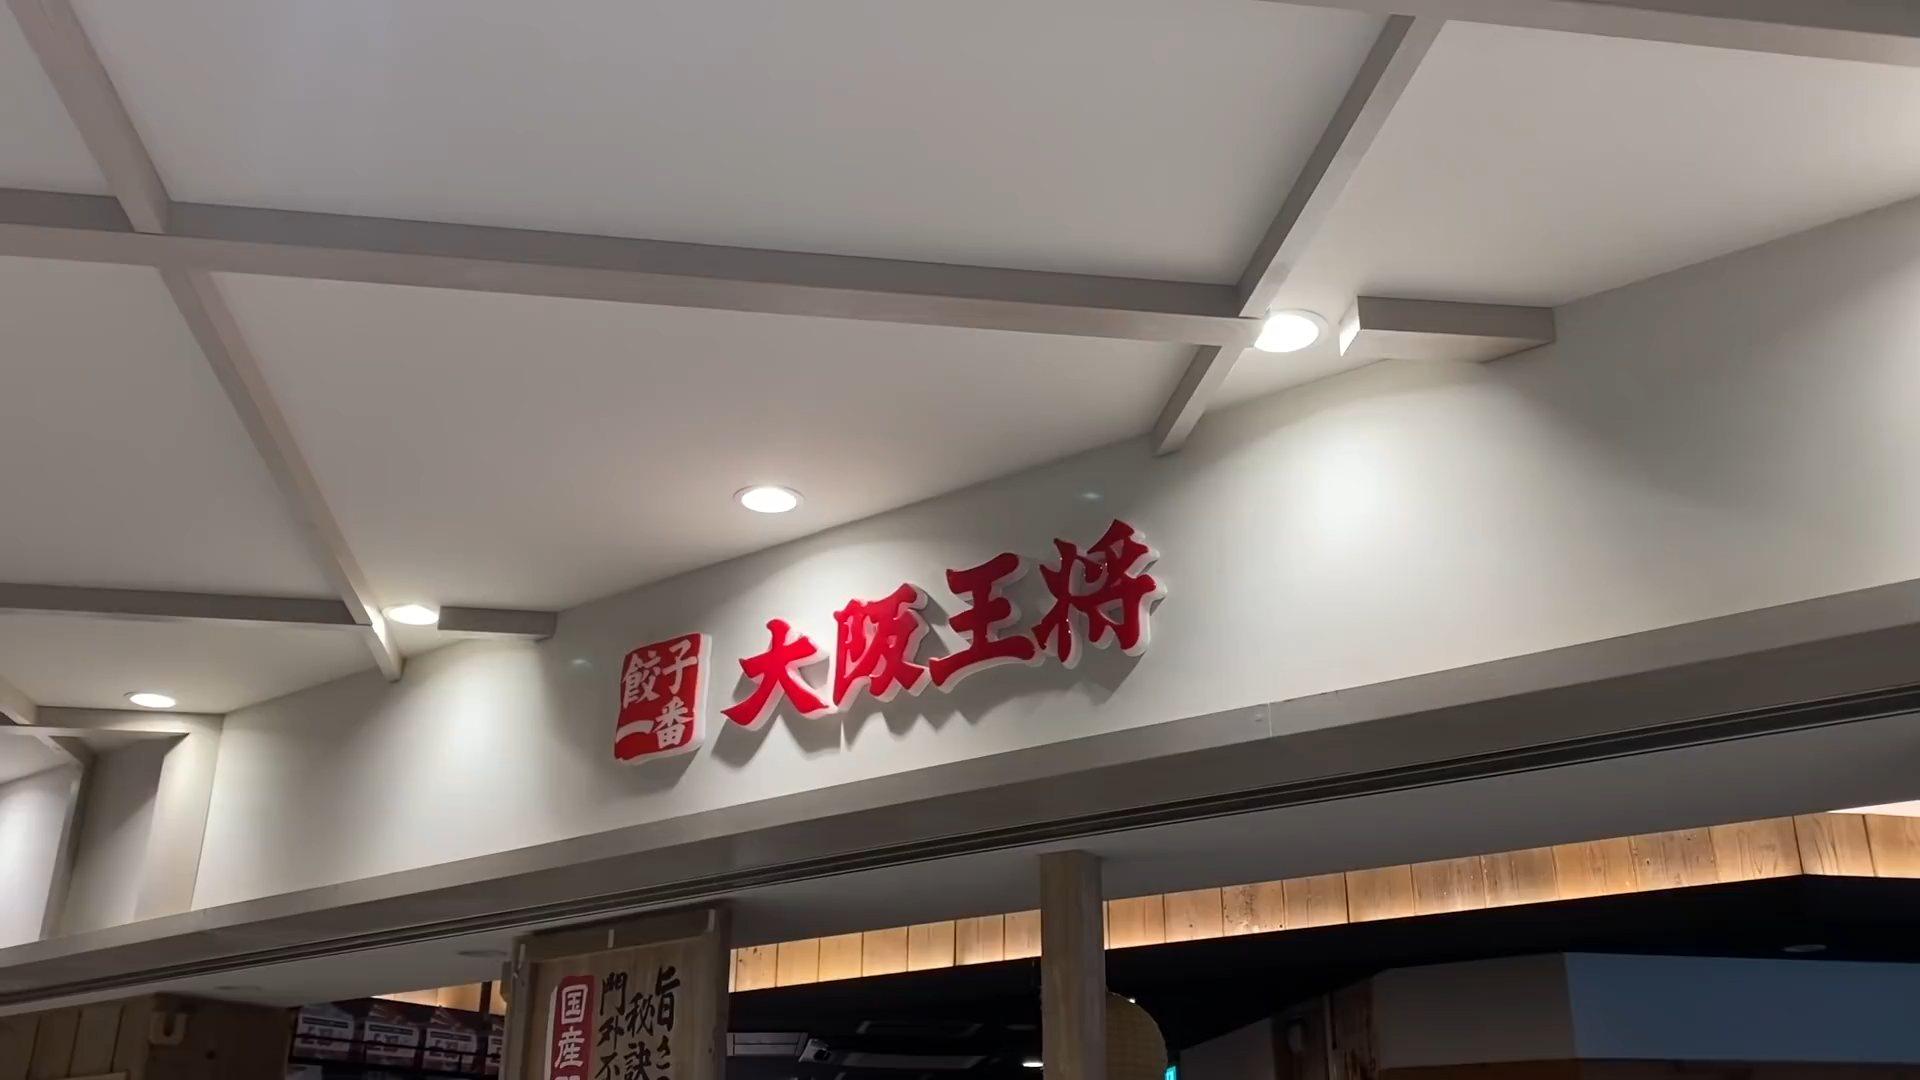 餃子
一番
大阪王将
旨さ
秘訣
門外不
国産